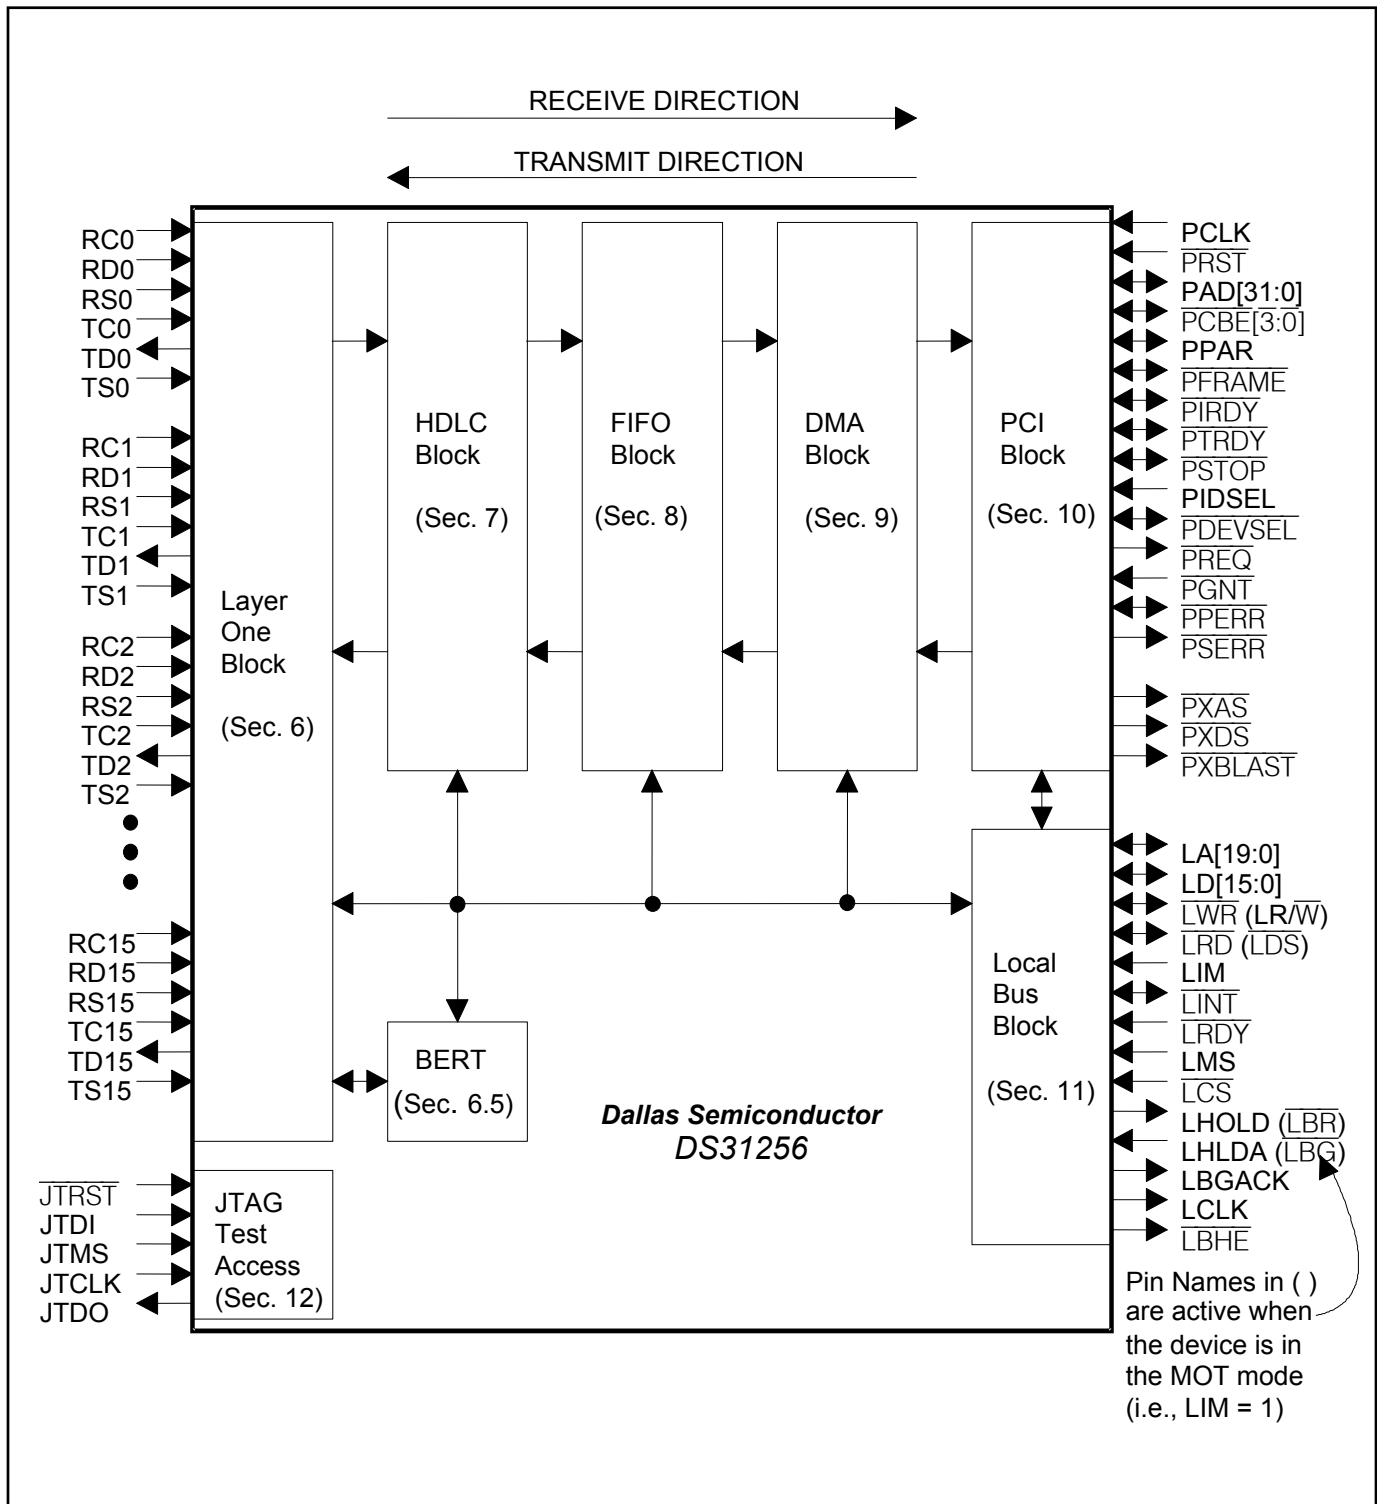 RECEIVE DIRECTION
TRANSMIT DIRECTION
RC0
RD0
RS0
TC0
TD0
TS0
RC1
RD1
RS1
TC1
TD1
TS1
RC2
RD2
RS2
TC2
TD2
TS2
RC15
RD15
RS15
TC15
TD15
TS15
JTRST
JTDI
JTMS
JTCLK
JTDO
Layer
One
Block
(Sec. 6)
HDLC
Block
(Sec. 7)
FIFO
Block
(Sec. 8)
DMA
Block
(Sec. 9)
PCI
Block
(Sec. 10)
BERT
(Sec. 6.5)
Dallas Semiconductor
DS31256
Local
Bus
Block
(Sec. 11)
JTAG
Test
Access
(Sec. 12)
PCLK
PRST
PAD[31:0]
PCBE[3:0]
PPAR
PFRAME
PIRDY
PTRDY
PSTOP
PIDSEL
PDEVSEL
PREQ
PGNT
PPERR
PSERR
PXAS
PXDS
PXBLAST
LA[19:0]
LD[15:0]
LWR (LR/W)
LRD (LDS)
LIM
LINT
LRDY
LMS
LCS
LHOLD (LBR)
LHLDA (LBG)
LBGACK
LCLK
LBHE
Pin Names in ( )
are active when
the device is in
the MOT mode
(i.e., LIM = 1)